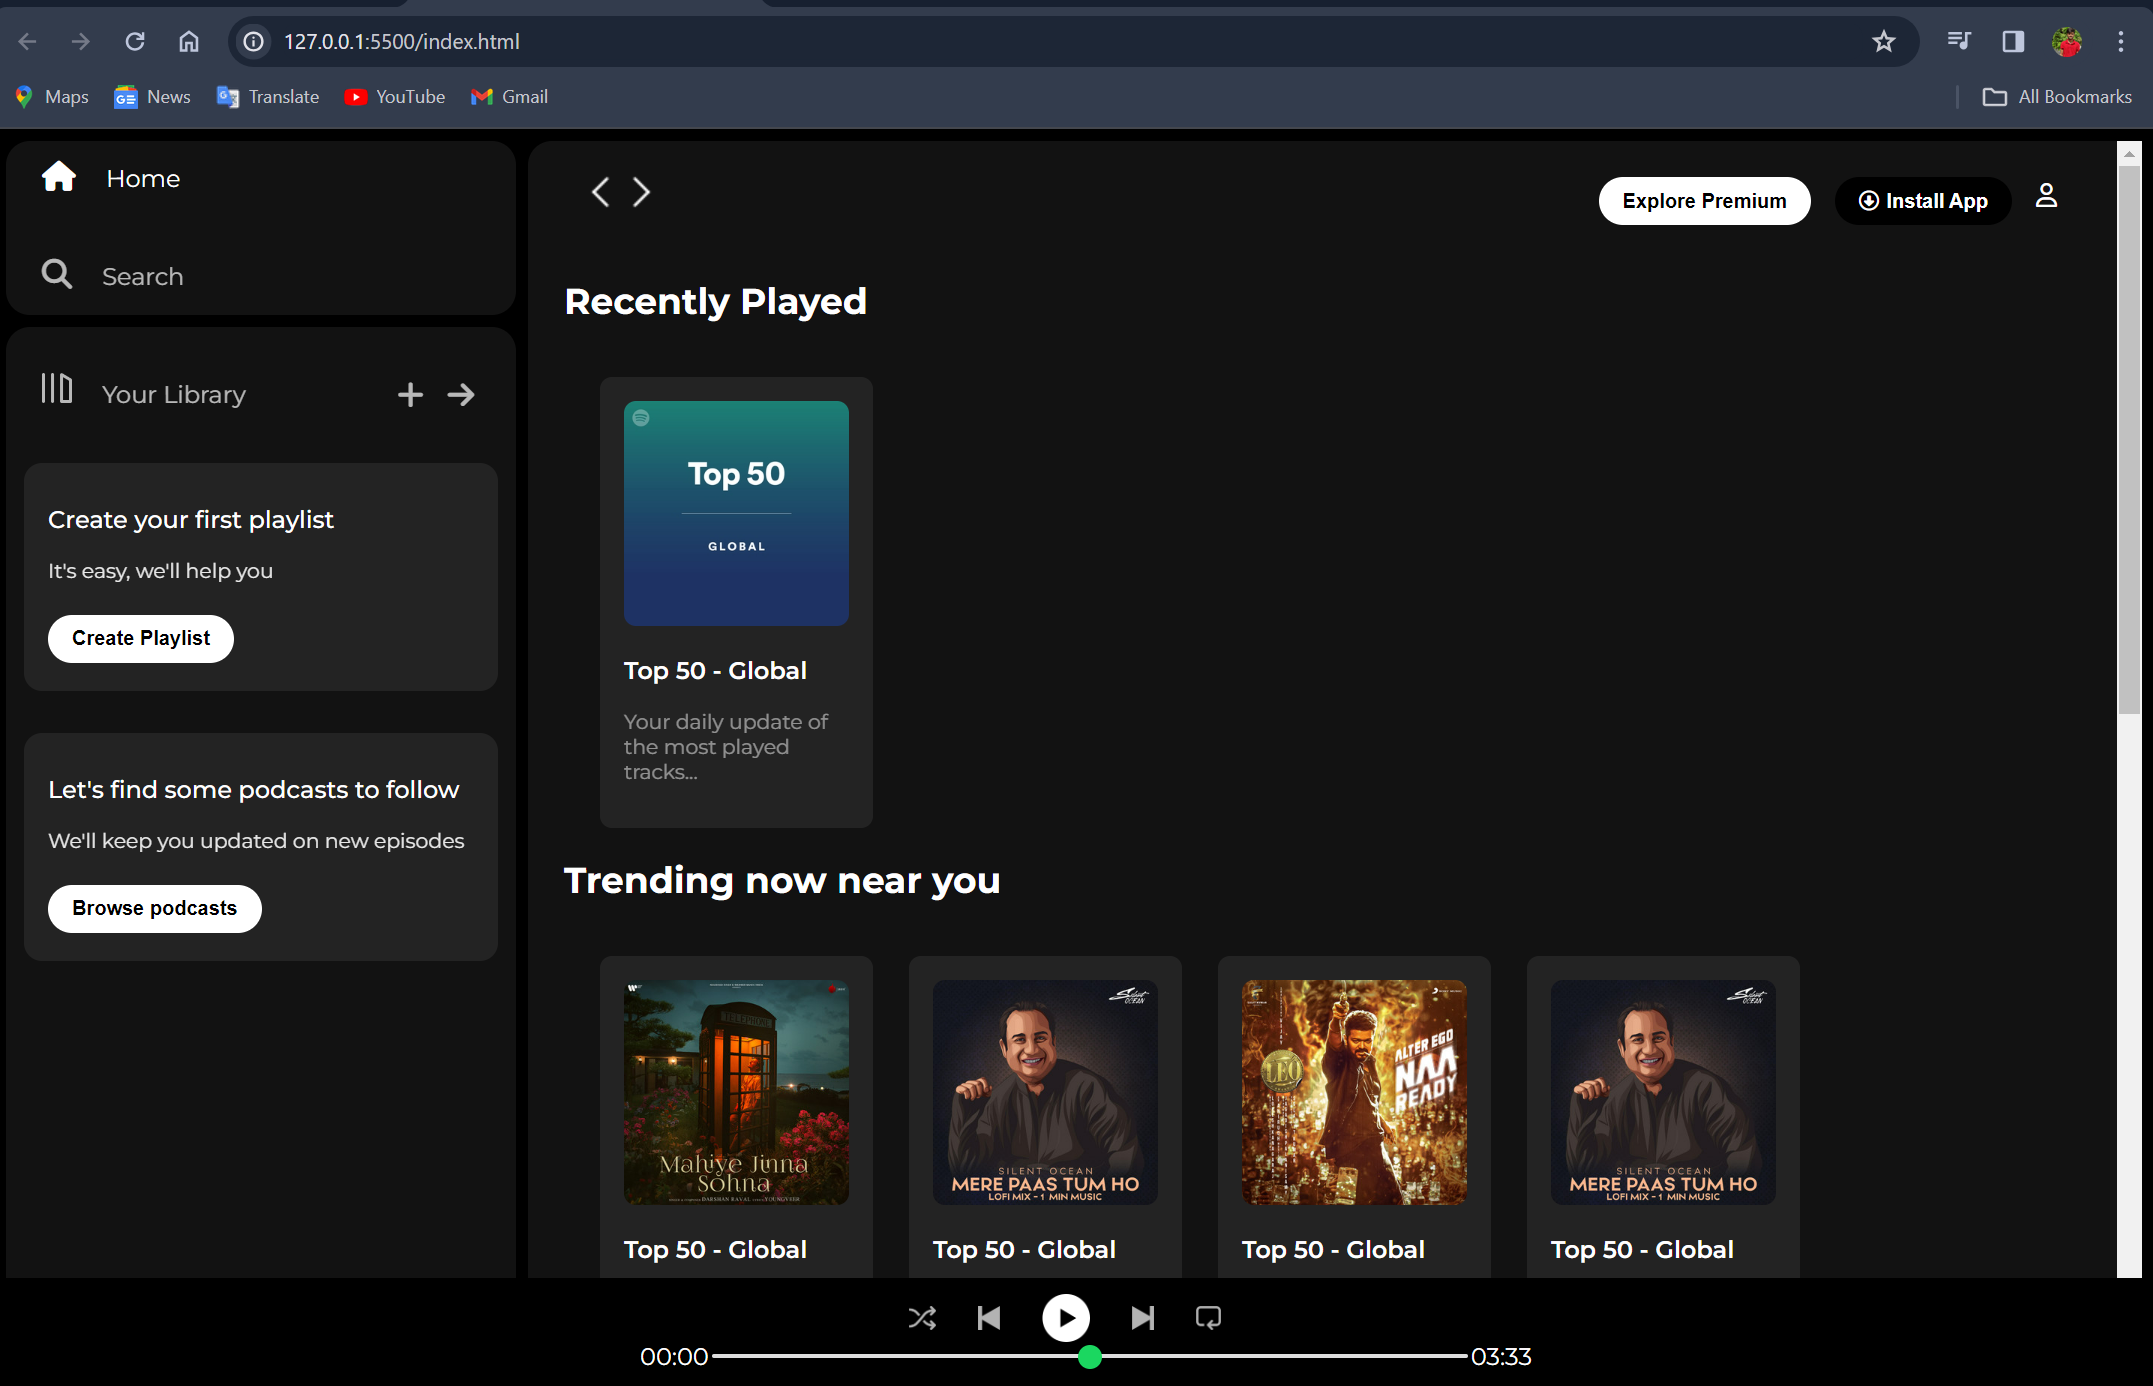 127.0.0.1:5500/index.html
Maps
News
Translate
YouTube
Gmail
All Bookmarks
Home
Search
Your Library
Create your first playlist
It's easy, we'll help you
Create Playlist
Let's find some podcasts to follow
We'll keep you updated on new episodes
Browse podcasts
Explore Premium
Install App
Recently Played
Top 50
GLOBAL
Top 50 - Global
Your daily update of
the most played
tracks...
Trending now near you
TELEPHONE
Mahiye Jinna
Sohna
DARSHAN RAVAL
YOUNGVEER
Top 50 - Global
Silent
OCEAN
SILENT OCEAN
MERE PAAS TUM HO
LOFI MIX - 1 MIN MUSIC
Top 50 - Global
LEO
ALTER EGO
NAA
READY
Top 50 - Global
Silent
OCEAN
SILENT OCEAN
MERE PAAS TUM HO
LOFI MIX - 1 MIN MUSIC
Top 50 - Global
00:00
03:33